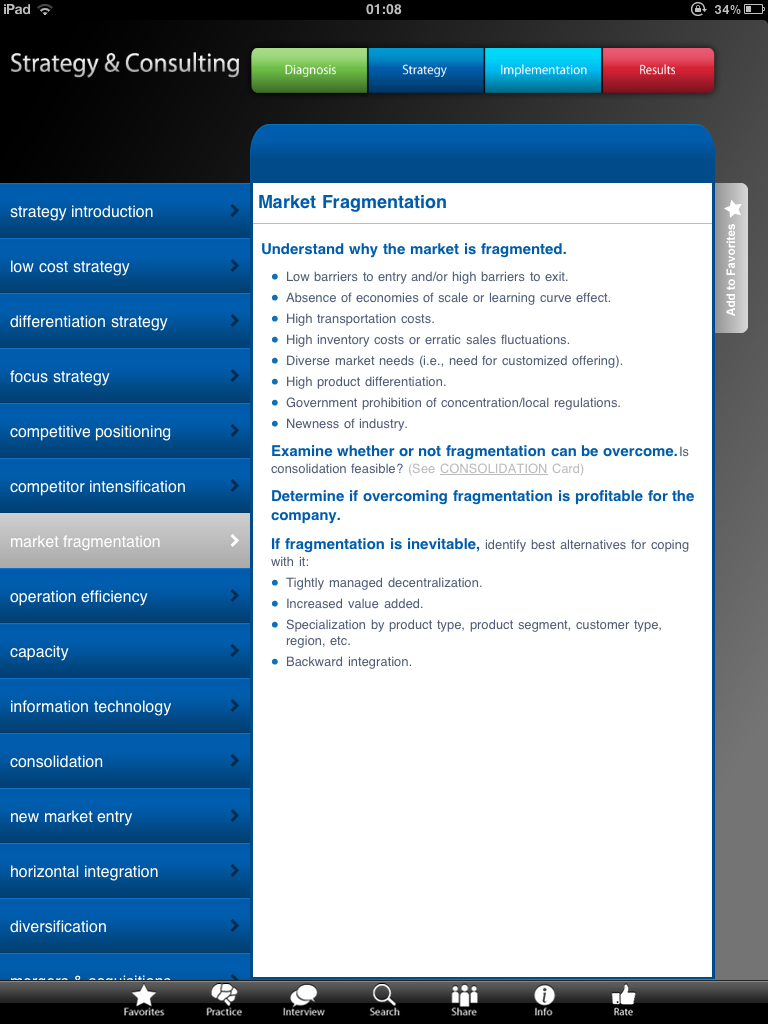 iPad 01:08 34%
Strategy & Consulting
Diagnosis Strategy Implementation Results
strategy introduction
low cost strategy
differentiation strategy
focus strategy
competitive positioning
competitor intensification
market fragmentation
operation efficiency
capacity
information technology
consolidation
new market entry
horizontal integration
diversification
mergers & acquisitions
Market Fragmentation
Understand why the market is fragmented.
Low barriers to entry and/or high barriers to exit.
Absence of economies of scale or learning curve effect.
High transportation costs.
High inventory costs or erratic sales fluctuations.
Diverse market needs (i.e., need for customized offering).
High product differentiation.
Government prohibition of concentration/local regulations.
Newness of industry.
Examine whether or not fragmentation can be overcome. Is
consolidation feasible? (See CONSOLIDATION Card)
Determine if overcoming fragmentation is profitable for the
company.
If fragmentation is inevitable, identify best alternatives for coping
with it:
Tightly managed decentralization.
Increased value added.
Specialization by product type, product segment, customer type,
region, etc.
Backward integration.
Add to Favorites
Favorites Practice Interview Search Share Info Rate